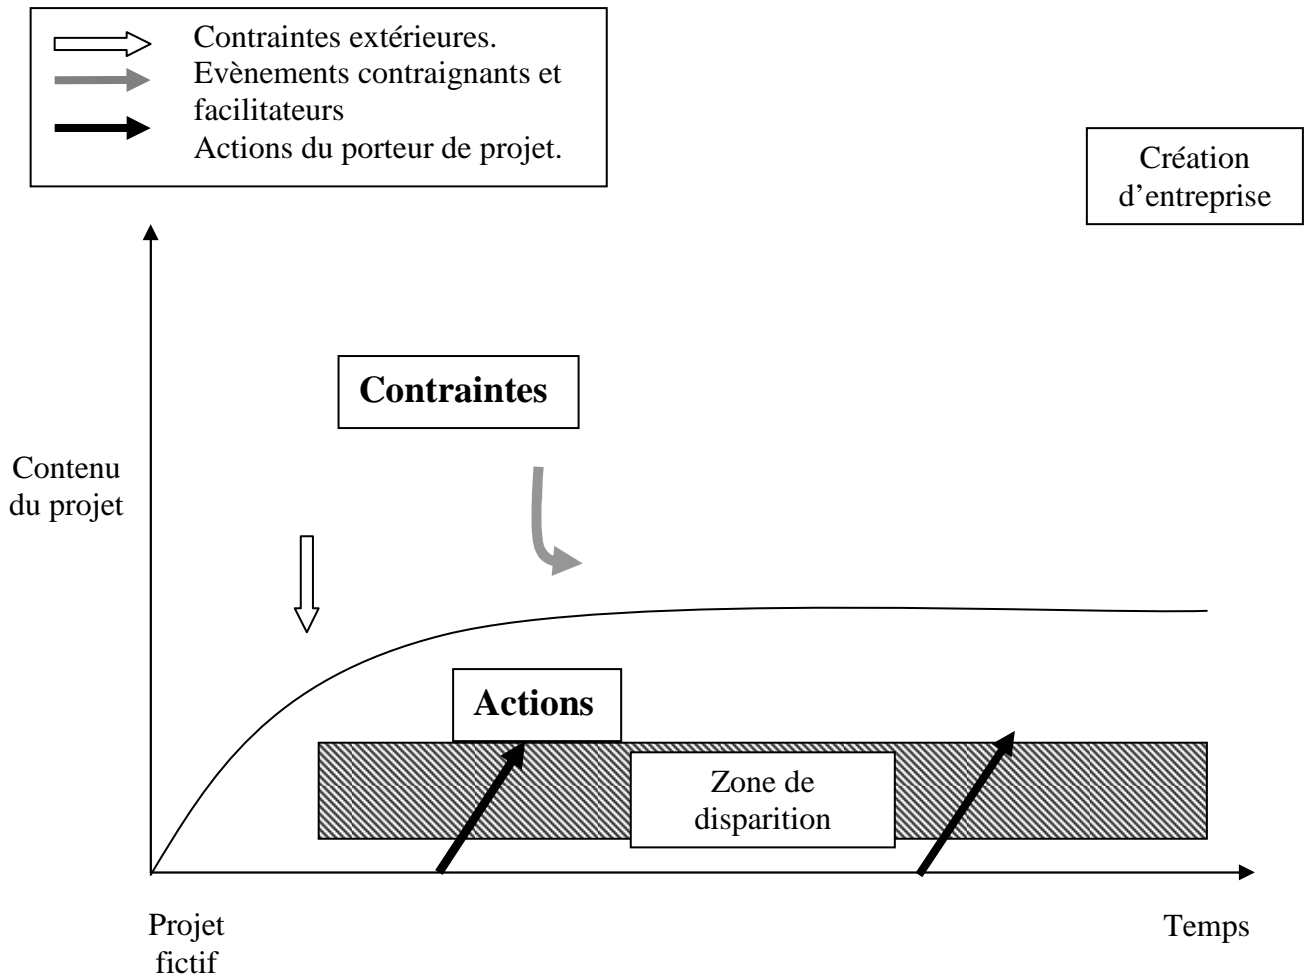 Contraintes extérieures.
Evènements contraignants et
facilitateurs
Actions du porteur de projet.
Création
d’entreprise
Contraintes
Contenu
du projet
Actions
Zone de
disparition
Projet
fictif
Temps